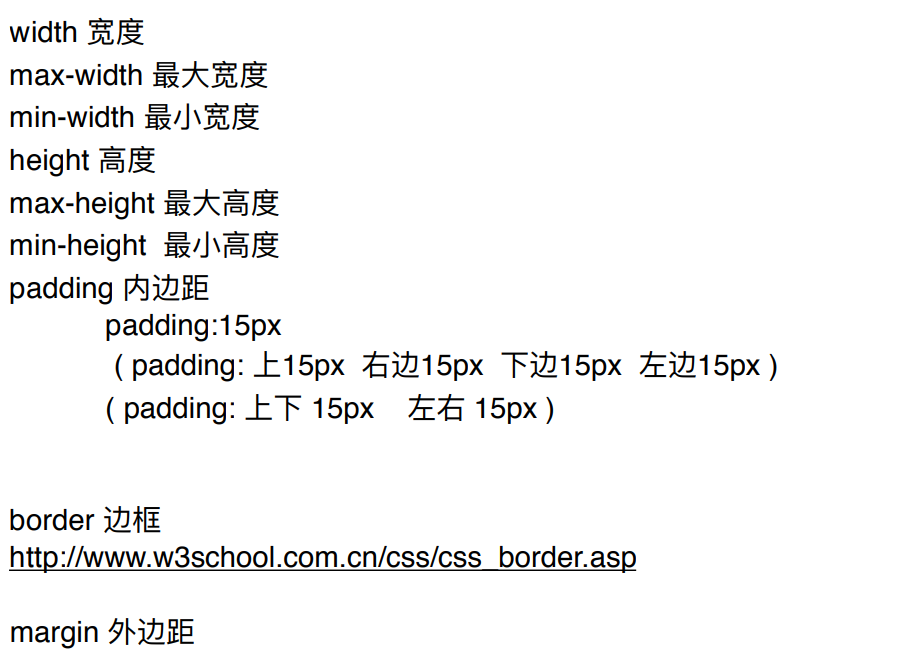 width 宽度
max-width 最大宽度
min-width 最小宽度
height 高度
max-height 最大高度
min-height  最小高度
padding 内边距
padding:15px
( padding: 上15px  右边15px  下边15px  左边15px )
( padding: 上下 15px    左右 15px )
border 边框
http://www.w3school.com.cn/css/css_border.asp
margin 外边距